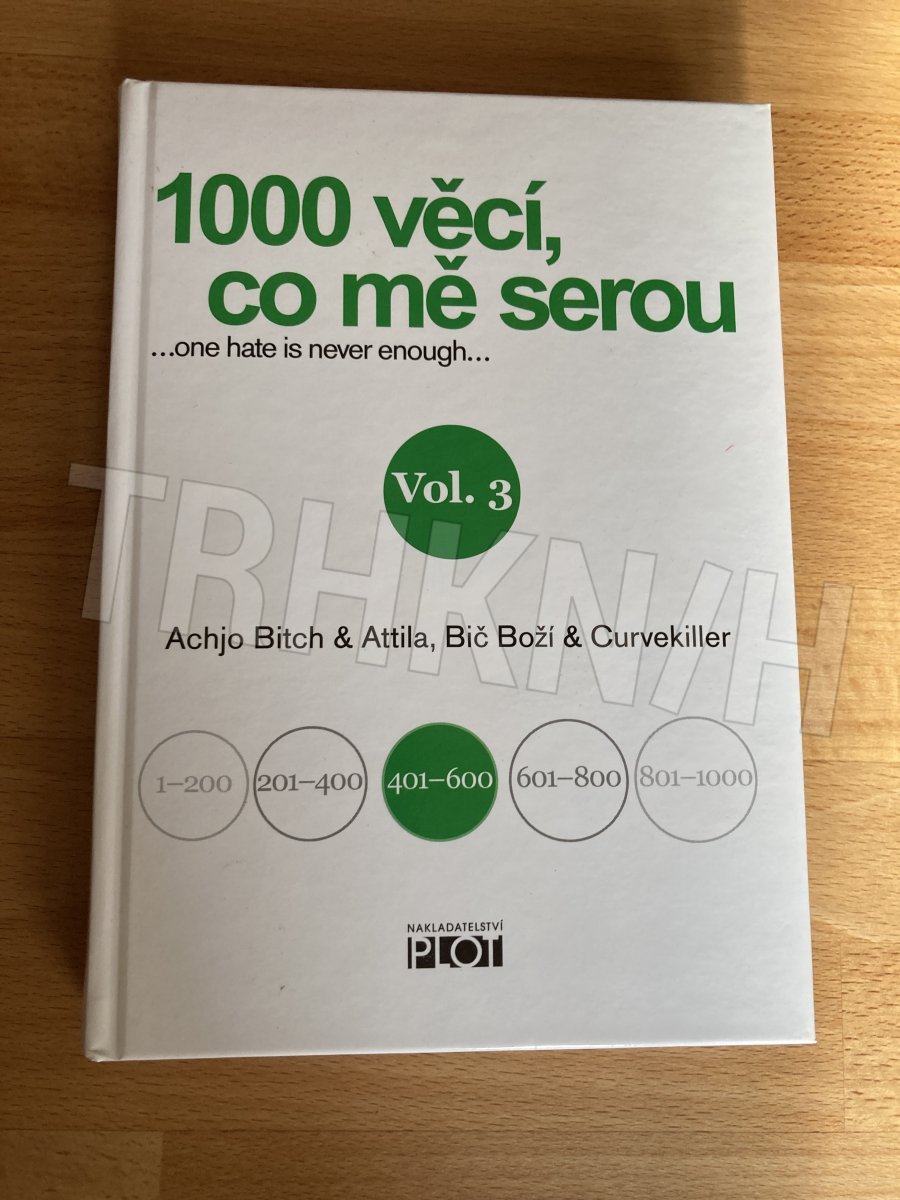 1000 věcí,
co mě serou
...one hate is never enough...
Vol. 3
TRHKN/H
Achjo Bitch & Attila, Bič Boží & Curvekiller
1–200 201–400 401–600 601–800 801–1000
NAKLADATELSTVÍ
PLOT